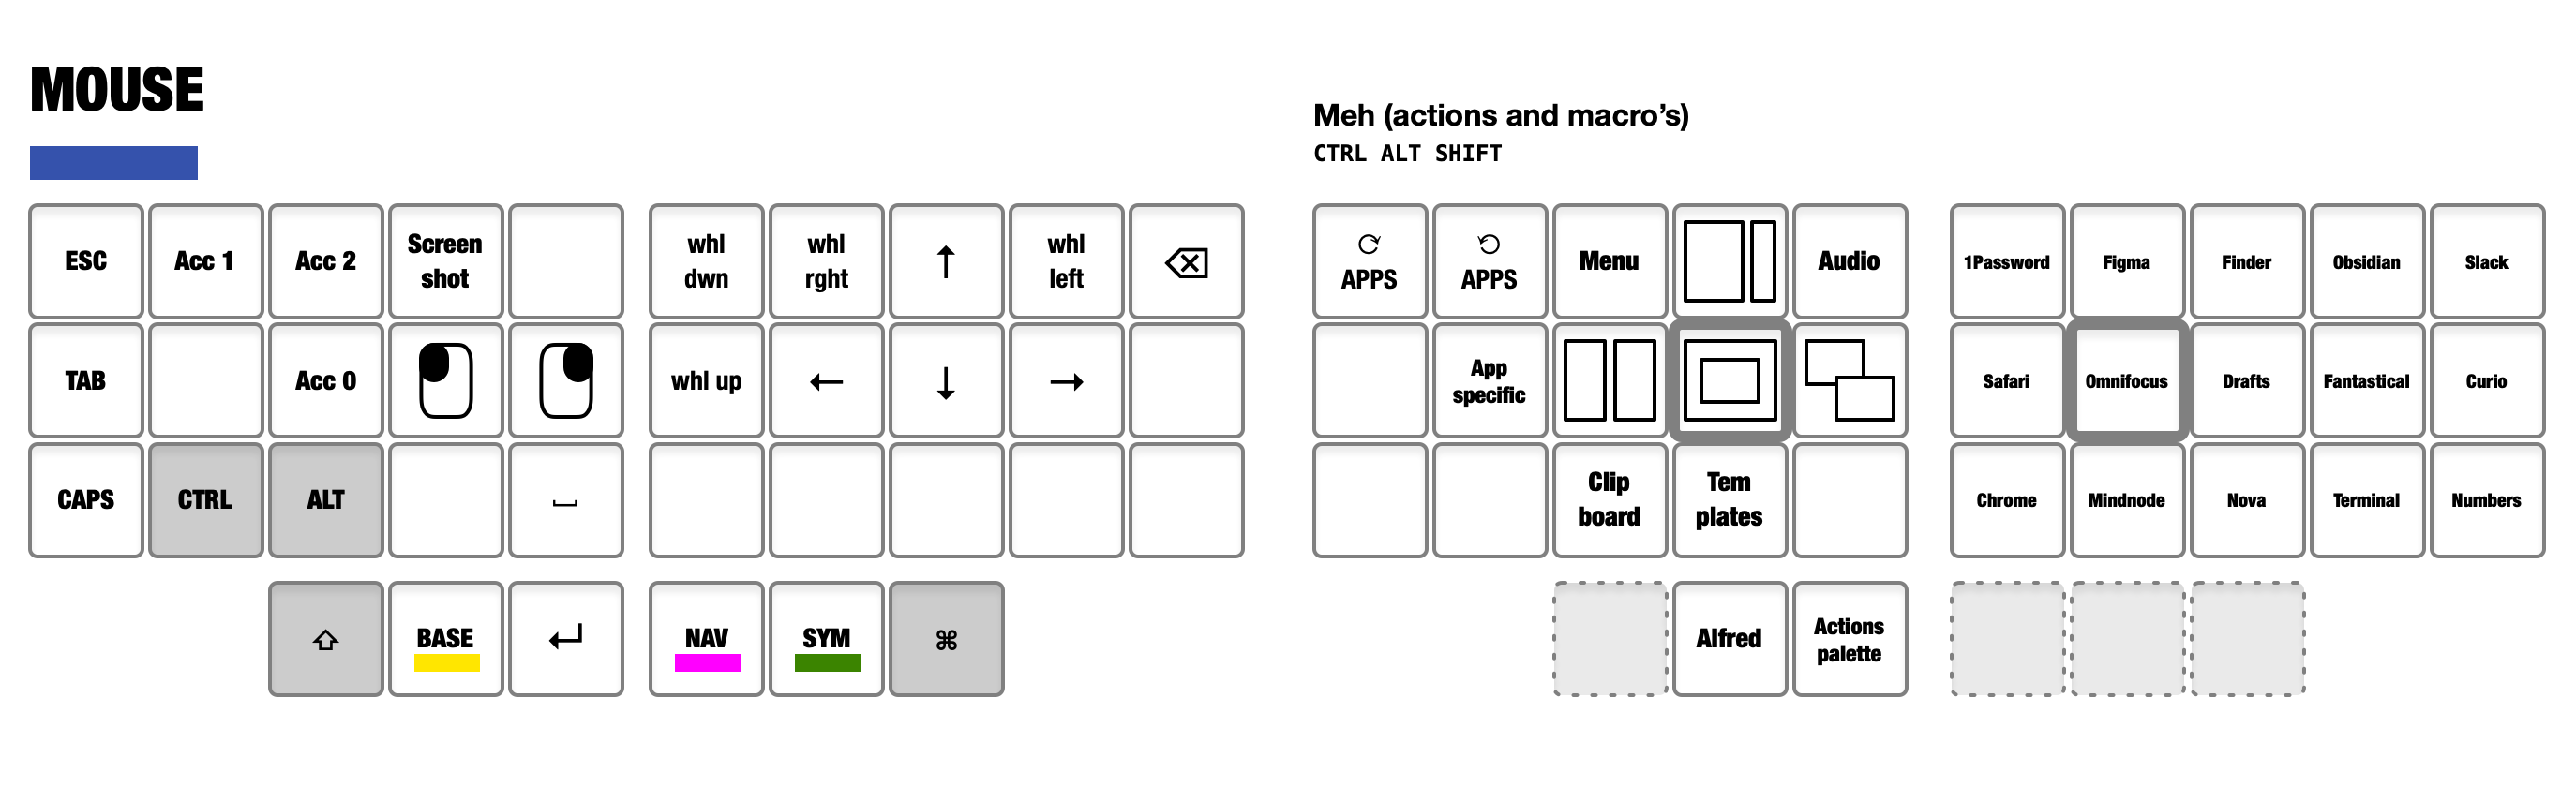 MOUSE
Meh (actions and macro’s)
CTRL ALT SHIFT
ESC
Acc 1
Acc 2
Screen
shot
whl
dwn
whl
rght
↑
whl
left
⌫
TAB
Acc 0
whl up
←
↓
→
CAPS
CTRL
ALT
⎵
⇧
BASE
↵
NAV
SYM
⌘
⟳
APPS
⟲
APPS
Menu
Audio
1Password
Figma
Finder
Obsidian
Slack
App
specific
Safari
Omnifocus
Drafts
Fantastical
Curio
Clip
board
Tem
plates
Chrome
Mindnode
Nova
Terminal
Numbers
Alfred
Actions
palette